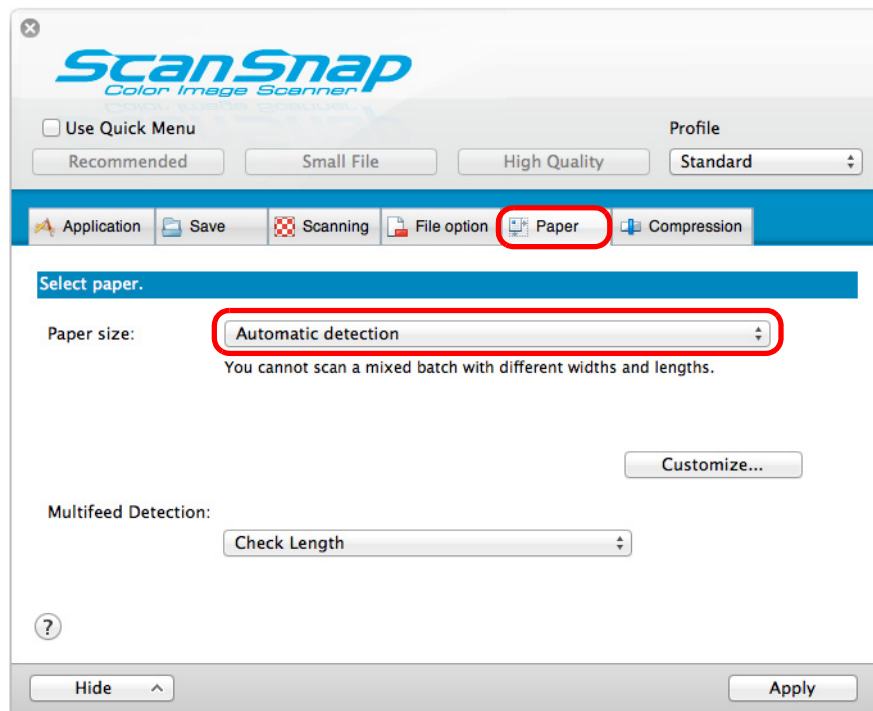 ScanSnap
Color Image Scanner
Use Quick Menu
Profile
Recommended
Small File
High Quality
Standard
Application
Save
Scanning
File option
Paper
Compression
Select paper.
Paper size:
Automatic detection
You cannot scan a mixed batch with different widths and lengths.
Customize...
Multifeed Detection:
Check Length
?
Hide
Apply